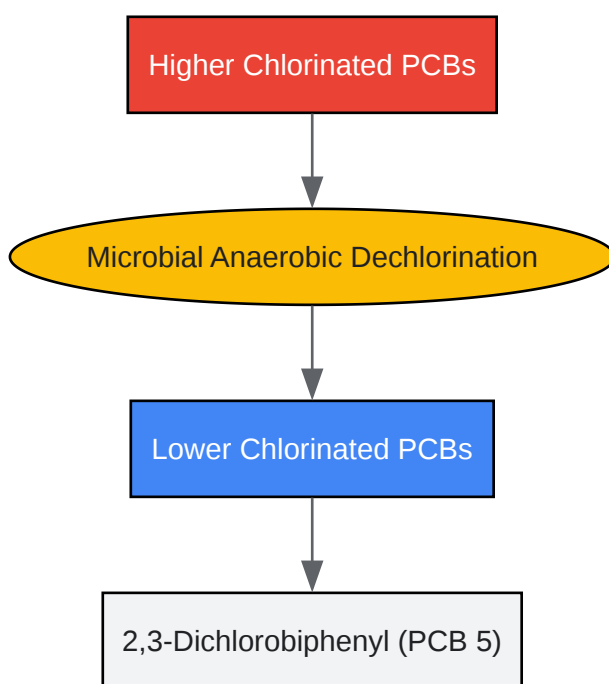 Higher Chlorinated PCBs
Microbial Anaerobic Dechlorination
Lower Chlorinated PCBs
2,3-Dichlorobiphenyl (PCB 5)